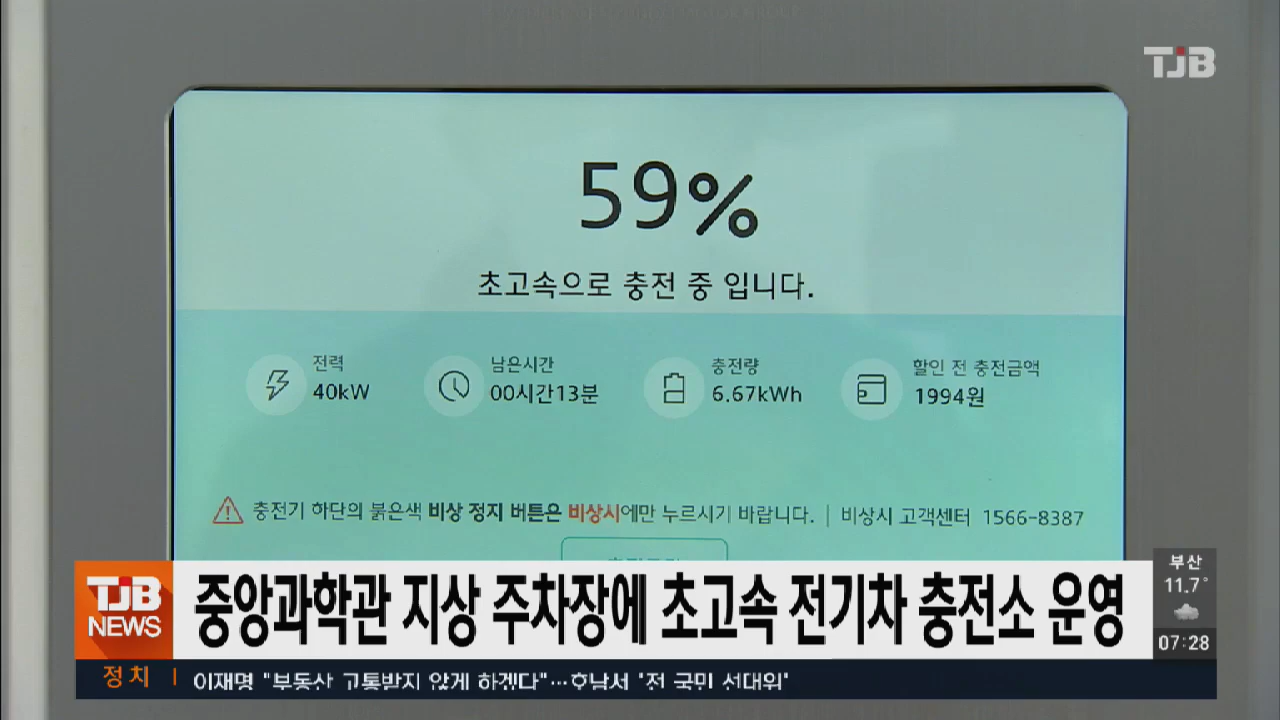 TJB
59%
초고속으로 충전 중 입니다.
전력
40kW
남은시간
00시간13분
충전량
6.67kWh
할인 전 충전금액
1994원
충전기 하단의 붉은색 비상 정지 버튼은 비상시에만 누르시기 바랍니다. | 비상시 고객센터 1566-8387
TJB
NEWS
중앙과학관 지상 주차장에 초고속 전기차 충전소 운영
부산
11.7°
07:28
정치 | 이재명 "부동산 고통받지 않게 하겠다"…호남서 '전 국민 선대위'